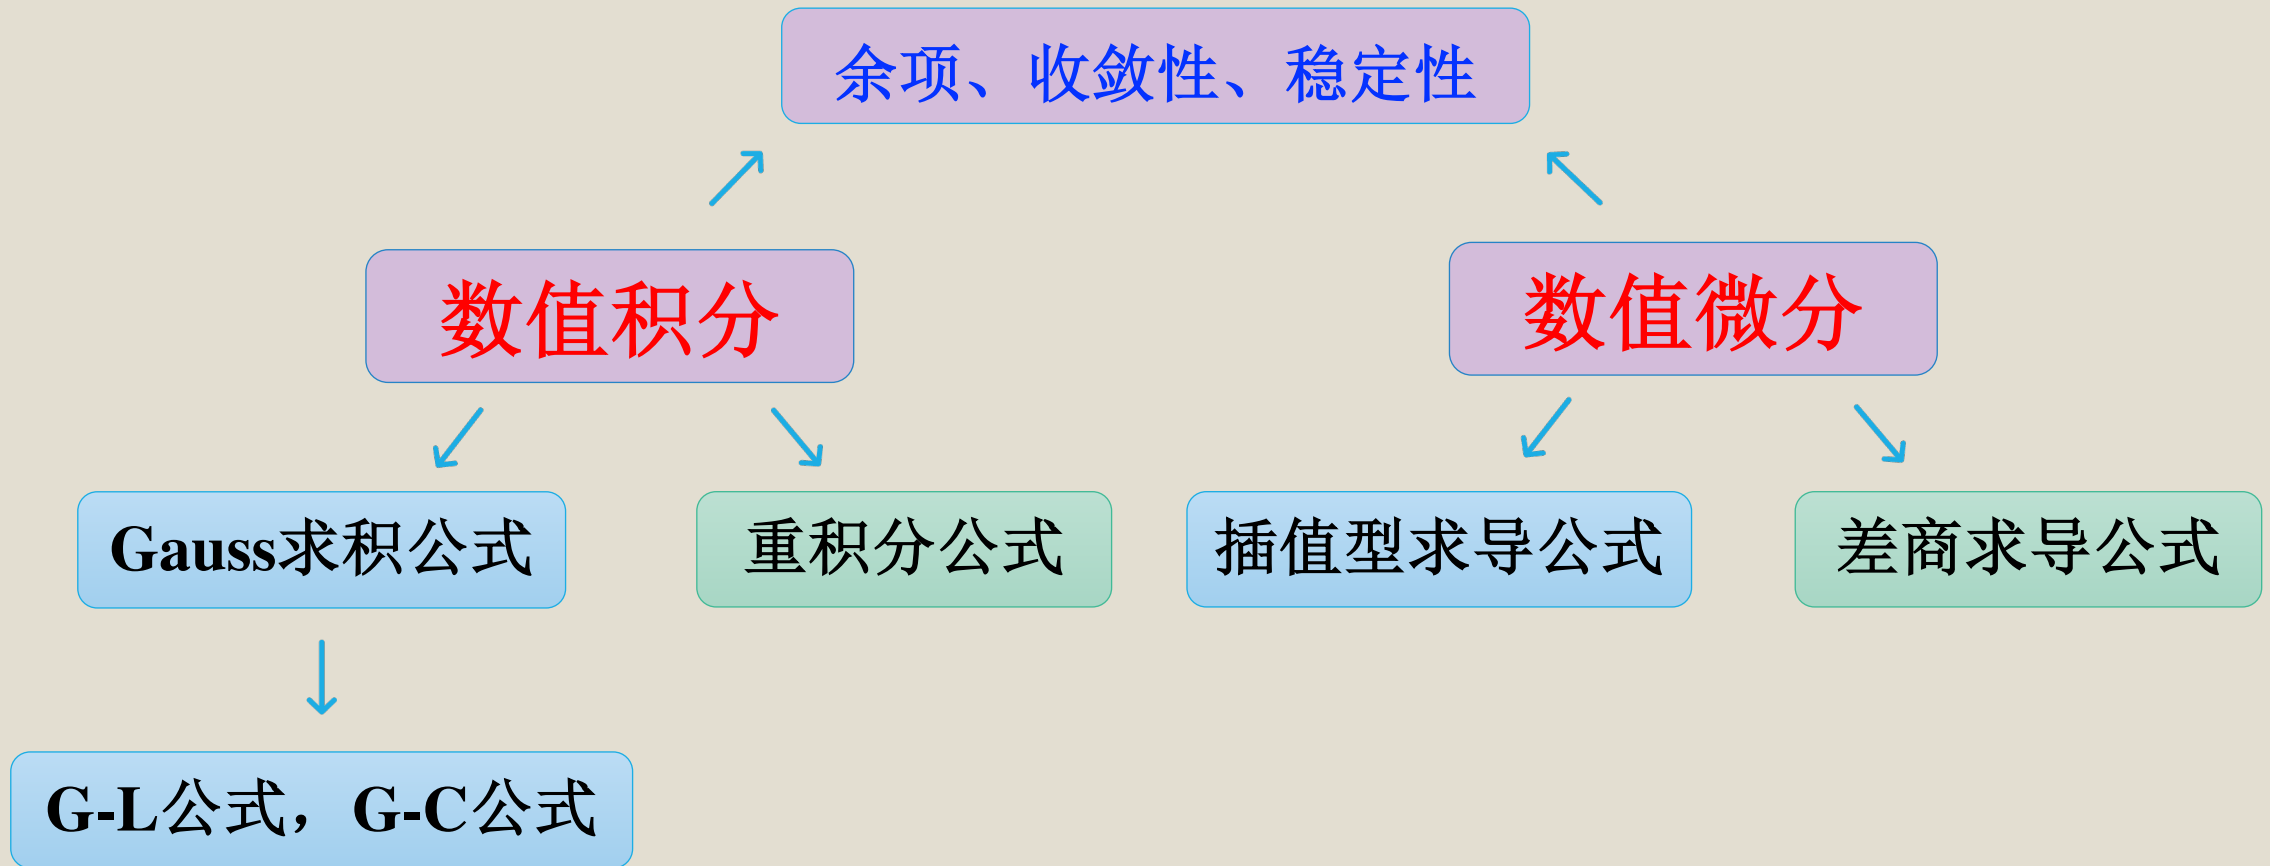 余项、收敛性、稳定性
数值积分
数值微分
Gauss求积公式
重积分公式
插值型求导公式
差商求导公式
G-L公式，G-C公式